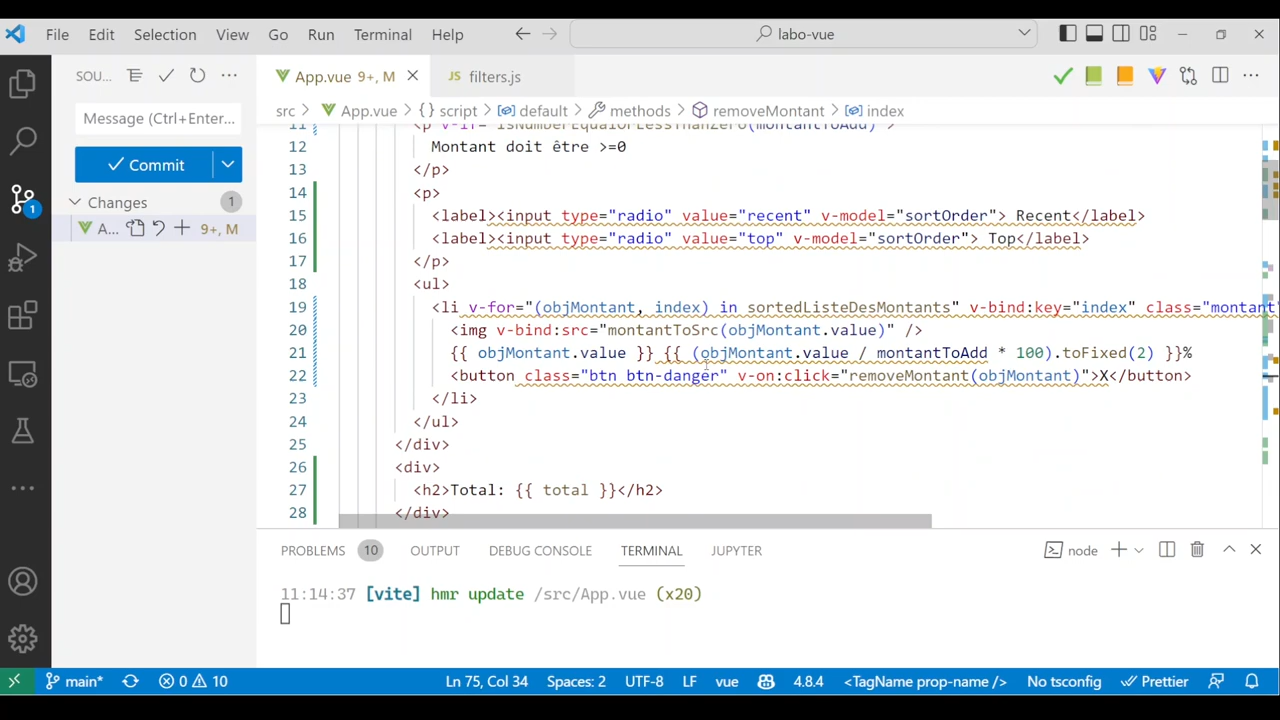 File Edit Selection View Go Run Terminal Help labo-vue
SOU...
App.vue 9+, M
filters.js
src App.vue {} script default methods removeMontant index
Message (Ctrl+Enter...
Commit
Changes 1
A... 9+, M
1
11 <p v-if="isNumberEqualOrLessThanZero(montantToAdd)">
12 Montant doit être >=0
13 </p>
14 <p>
15 <label><input type="radio" value="recent" v-model="sortOrder"> Recent</label>
16 <label><input type="radio" value="top" v-model="sortOrder"> Top</label>
17 </p>
18 <ul>
19 <li v-for="(objMontant, index) in sortedListeDesMontants" v-bind:key="index" class="montant
20 <img v-bind:src="montantToSrc(objMontant.value)" />
21 {{ objMontant.value }} {{ (objMontant.value / montantToAdd * 100).toFixed(2) }}%
22 <button class="btn btn-danger" v-on:click="removeMontant(objMontant)">X</button>
23 </li>
24 </ul>
25 </div>
26 <div>
27 <h2>Total: {{ total }}</h2>
28 </div>
PROBLEMS 10 OUTPUT DEBUG CONSOLE TERMINAL JUPYTER node
11:14:37 [vite] hmr update /src/App.vue (x20)
main* 0 10 Ln 75, Col 34 Spaces: 2 UTF-8 LF vue 4.8.4 <TagName prop-name /> No tsconfig Prettier